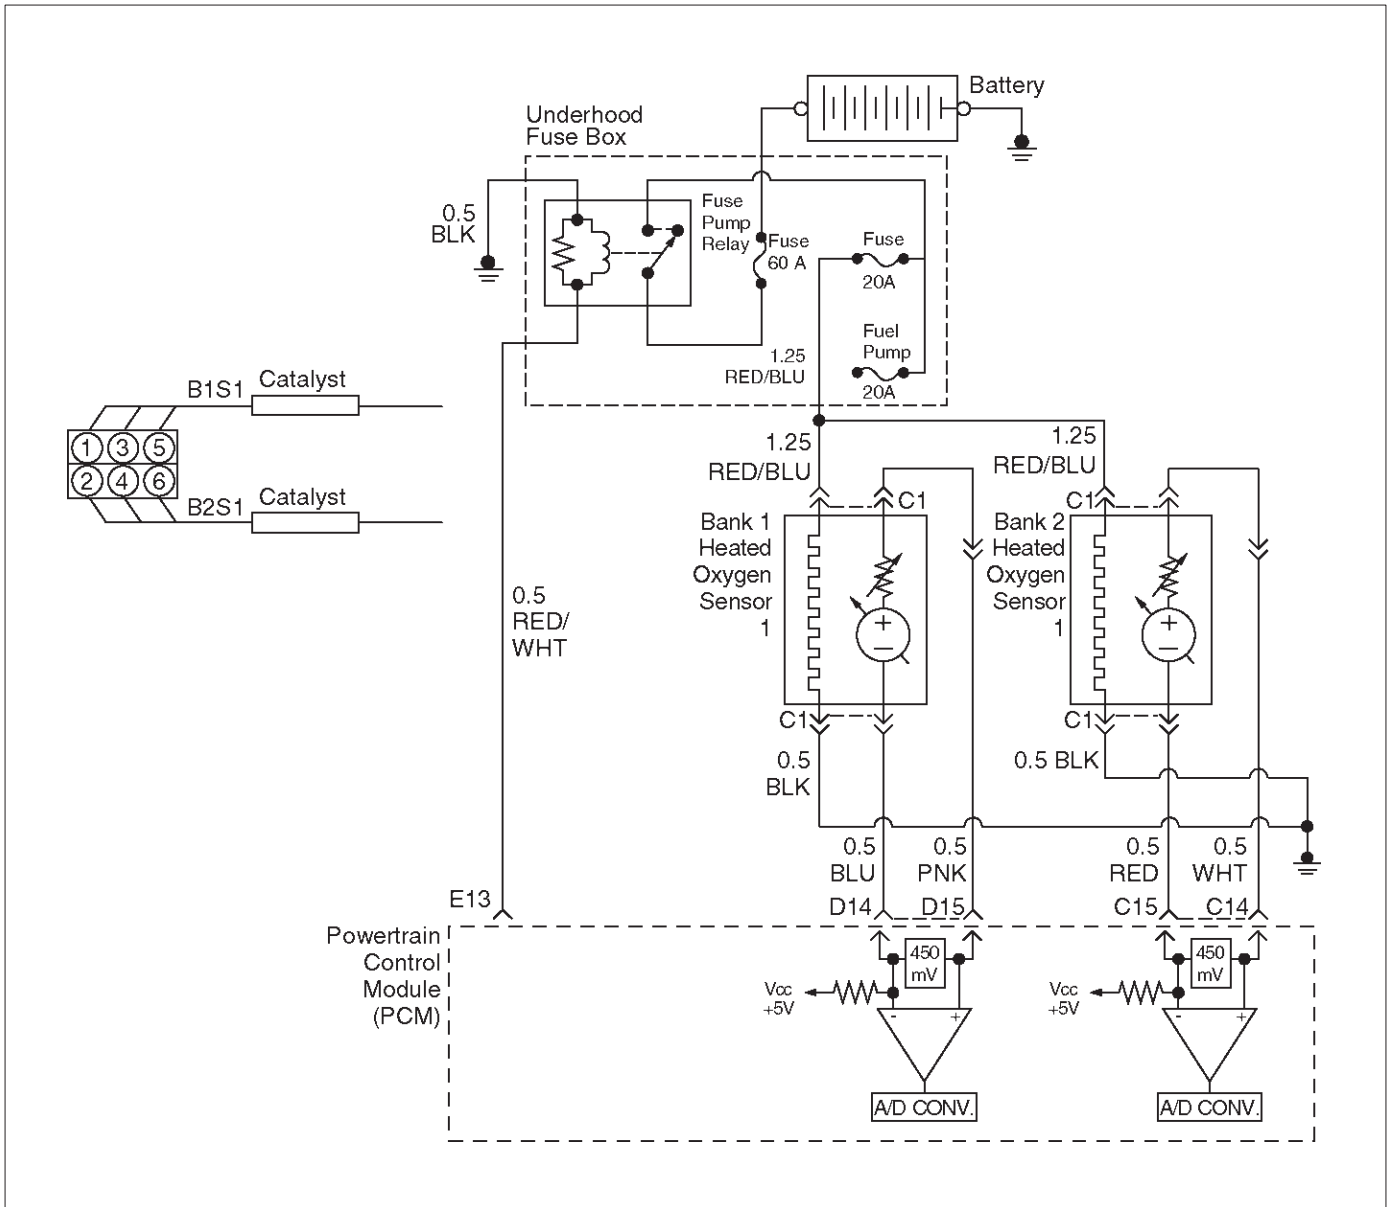 Battery
Underhood
Fuse Box
0.5
BLK
Fuse
Pump
Relay
Fuse
60 A
Fuse
20A
Fuel
Pump
20A
1.25
RED/BLU
B1S1
Catalyst
1 3 5
2 4 6
B2S1
Catalyst
1.25
RED/BLU
1.25
RED/BLU
C1
C1
Bank 1
Heated
Oxygen
Sensor
1
+
−
Bank 2
Heated
Oxygen
Sensor
1
+
−
0.5
RED/
WHT
C1
C1
0.5
BLK
0.5 BLK
0.5
BLU
0.5
PNK
0.5
RED
0.5
WHT
E13
D14
D15
C15
C14
Powertrain
Control
Module
(PCM)
450
mV
450
mV
Vcc
+5V
Vcc
+5V
- +
- +
A/D CONV.
A/D CONV.